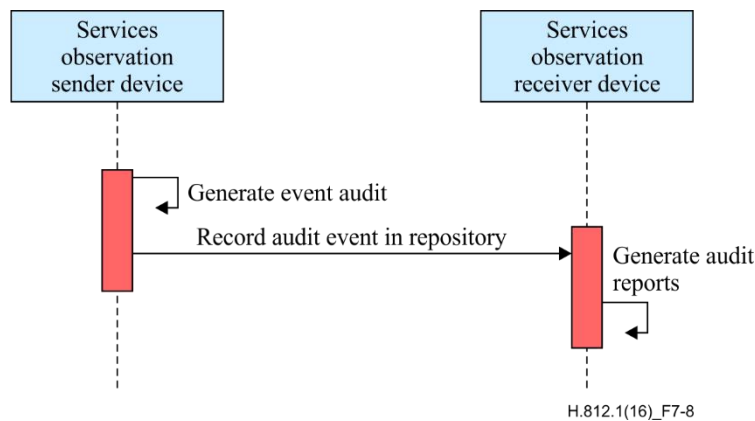 Services
observation
sender device
Services
observation
receiver device
Generate event audit
Record audit event in repository
Generate audit
reports
H.812.1(16)_F7-8